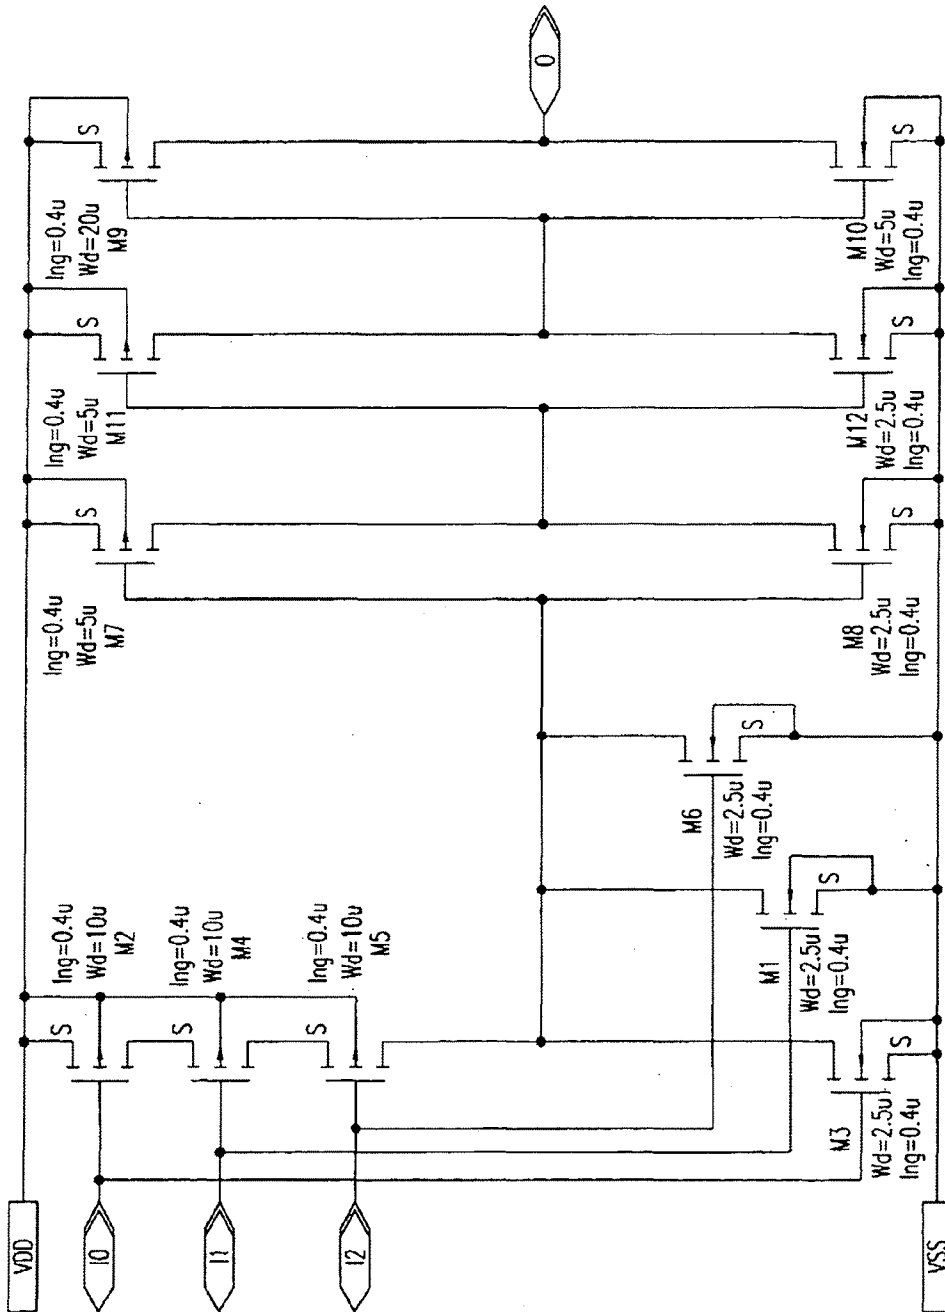 VDD
I0
I1
I2
VSS
lng=0.4u
Wd=10u
M2
S
lng=0.4u
Wd=10u
M4
S
lng=0.4u
Wd=10u
M5
S
M3
Wd=2.5u
lng=0.4u
S
M1
Wd=2.5u
lng=0.4u
S
M6
Wd=2.5u
lng=0.4u
S
lng=0.4u
Wd=5u
M7
S
M8
Wd=2.5u
lng=0.4u
S
lng=0.4u
Wd=5u
M11
S
M12
Wd=2.5u
lng=0.4u
S
lng=0.4u
Wd=20u
M9
S
M10
Wd=5u
lng=0.4u
S
O